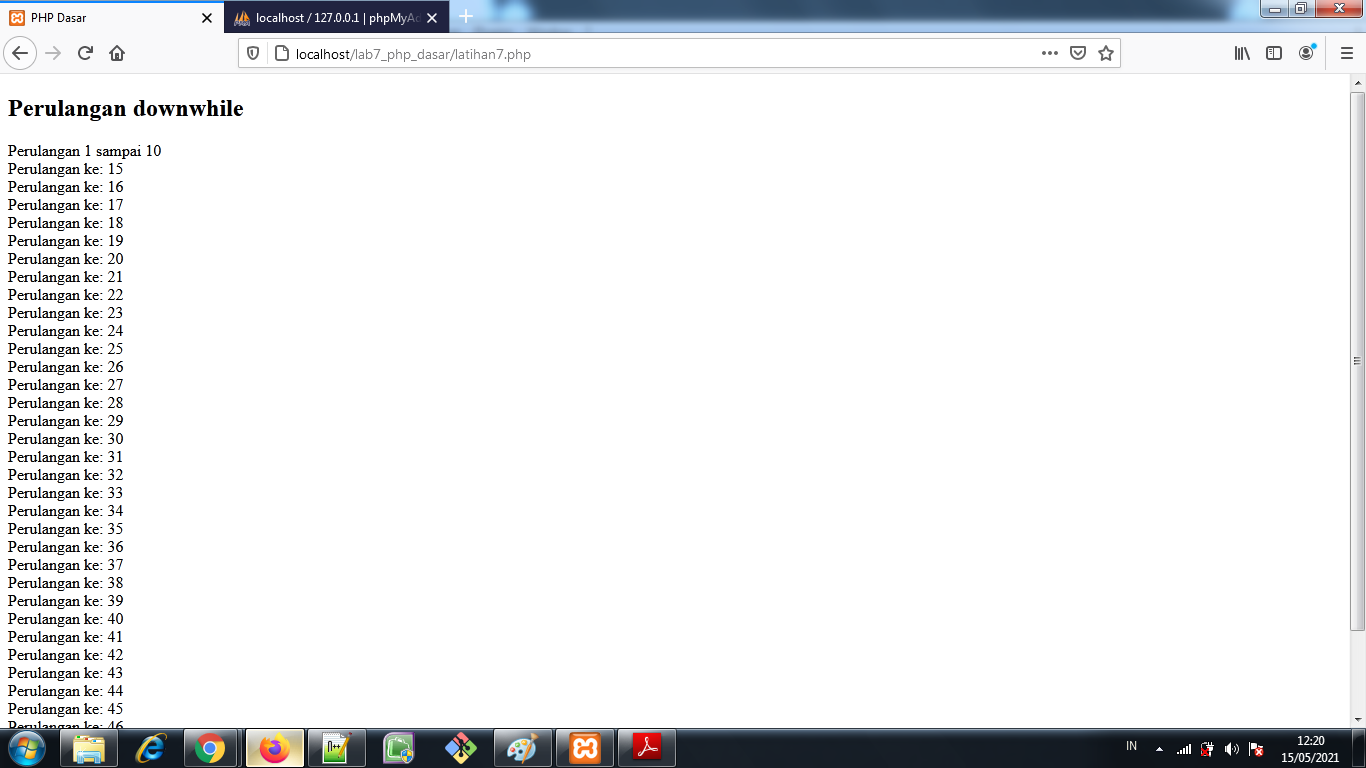 PHP Dasar
localhost / 127.0.0.1 | phpMyAd
localhost/lab7_php_dasar/latihan7.php
Perulangan downwhile
Perulangan 1 sampai 10
Perulangan ke: 15
Perulangan ke: 16
Perulangan ke: 17
Perulangan ke: 18
Perulangan ke: 19
Perulangan ke: 20
Perulangan ke: 21
Perulangan ke: 22
Perulangan ke: 23
Perulangan ke: 24
Perulangan ke: 25
Perulangan ke: 26
Perulangan ke: 27
Perulangan ke: 28
Perulangan ke: 29
Perulangan ke: 30
Perulangan ke: 31
Perulangan ke: 32
Perulangan ke: 33
Perulangan ke: 34
Perulangan ke: 35
Perulangan ke: 36
Perulangan ke: 37
Perulangan ke: 38
Perulangan ke: 39
Perulangan ke: 40
Perulangan ke: 41
Perulangan ke: 42
Perulangan ke: 43
Perulangan ke: 44
Perulangan ke: 45
Perulangan ke: 46
IN
12:20
15/05/2021